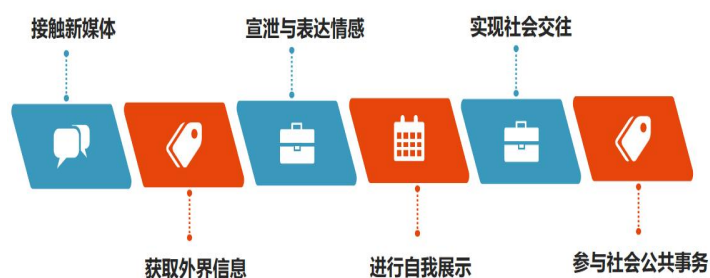 接触新媒体
宣泄与表达情感
实现社会交往
获取外界信息
进行自我展示
参与社会公共事务